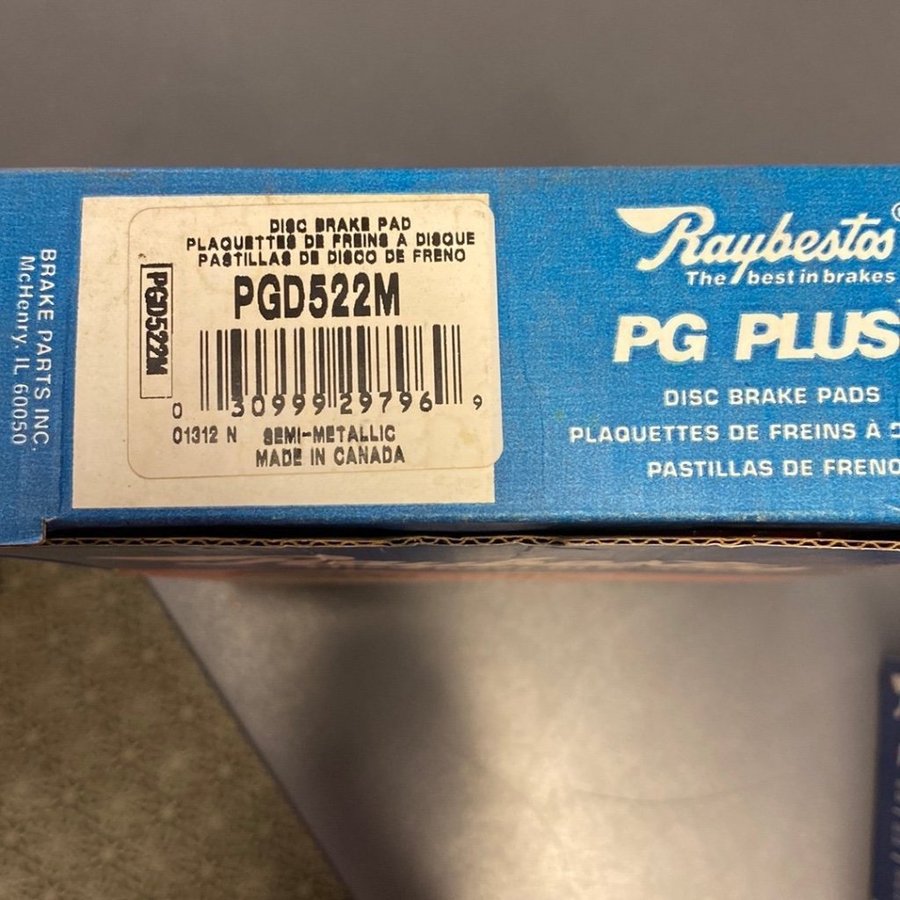 BRAKE PARTS INC.
McHenry, IL 60050
DISC BRAKE PAD
PLAQUETTES DE FREINS A DISQUE
PASTILLAS DE DISCO DE FRENO
PGD522M
PGD522M
0 30999 29796 9
01312 N SEMI-METALLIC
MADE IN CANADA
Raybestos®
The best in brakes
PG PLUS
DISC BRAKE PADS
PLAQUETTES DE FREINS À
PASTILLAS DE FRENO